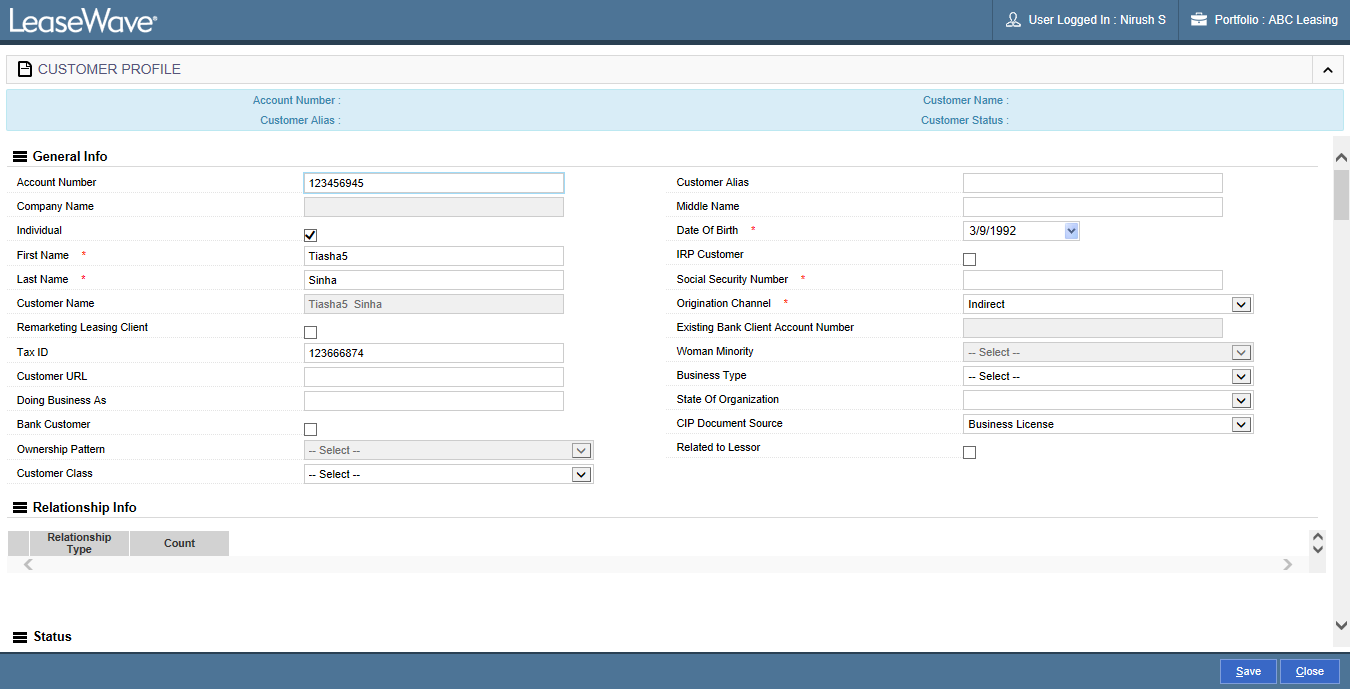 LeaseWave®
User Logged In : Nirush S
Portfolio : ABC Leasing
CUSTOMER PROFILE
Account Number :
Customer Name :
Customer Alias :
Customer Status :
General Info
Account Number 123456945
Customer Alias
Company Name
Middle Name
Individual
Date Of Birth * 3/9/1992
First Name * Tiasha5
IRP Customer
Last Name * Sinha
Social Security Number *
Customer Name Tiasha5 Sinha
Origination Channel * Indirect
Remarketing Leasing Client
Existing Bank Client Account Number
Tax ID 123666874
Woman Minority -- Select --
Customer URL
Business Type -- Select --
Doing Business As
State Of Organization
Bank Customer
CIP Document Source Business License
Ownership Pattern -- Select --
Related to Lessor
Customer Class -- Select --
Relationship Info
Relationship
Type
Count
Status
Save
Close